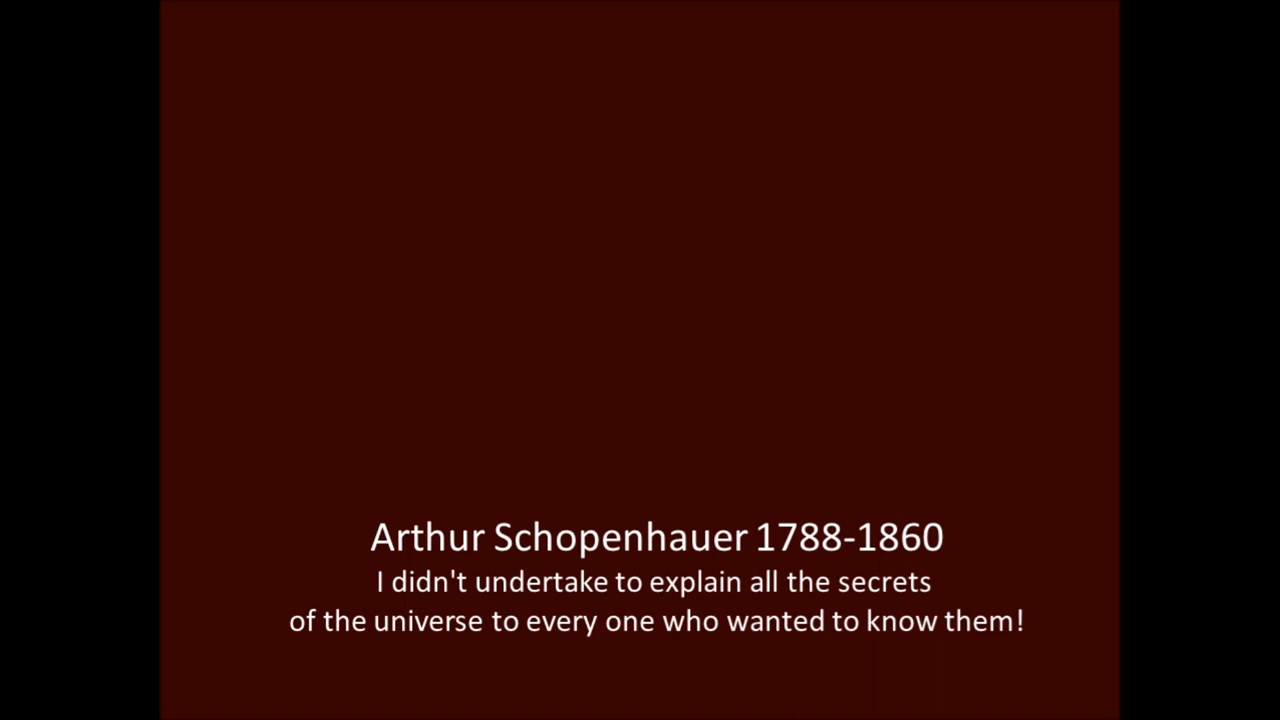 Arthur Schopenhauer 1788-1860
I didn't undertake to explain all the secrets
of the universe to every one who wanted to know them!